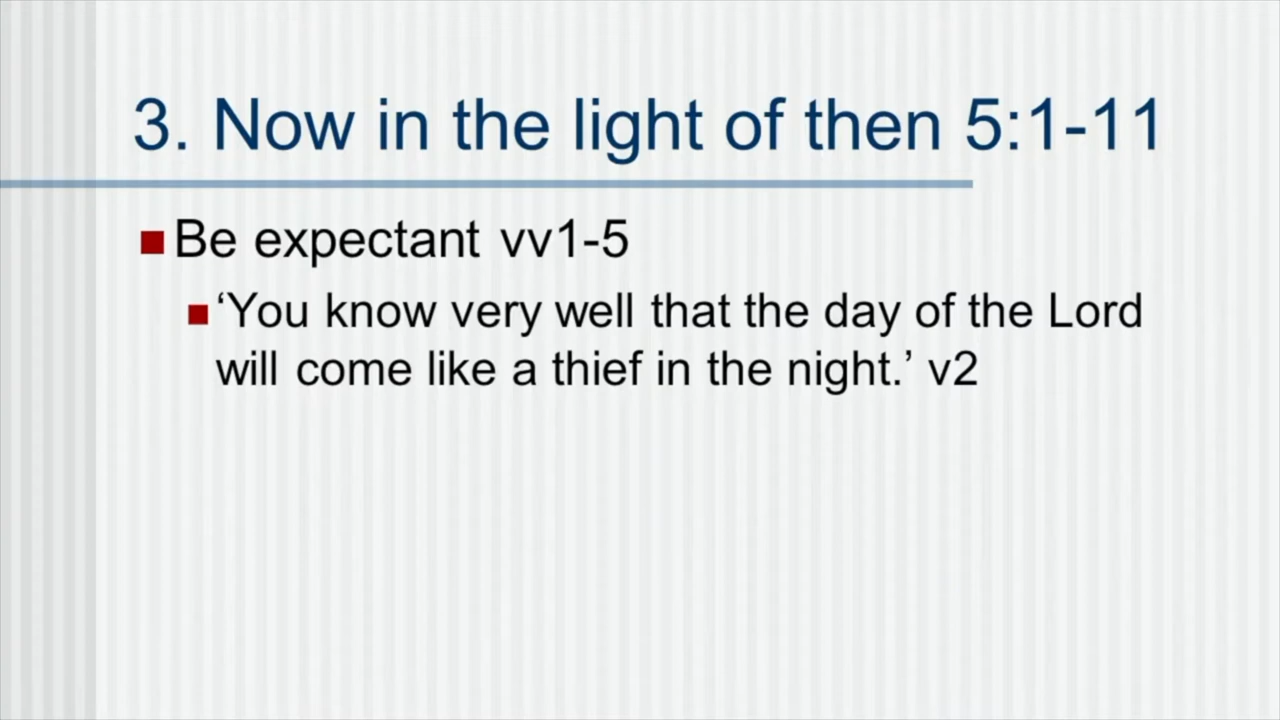 3. Now in the light of then 5:1-11
Be expectant vv1-5
‘You know very well that the day of the Lord
will come like a thief in the night.’ v2